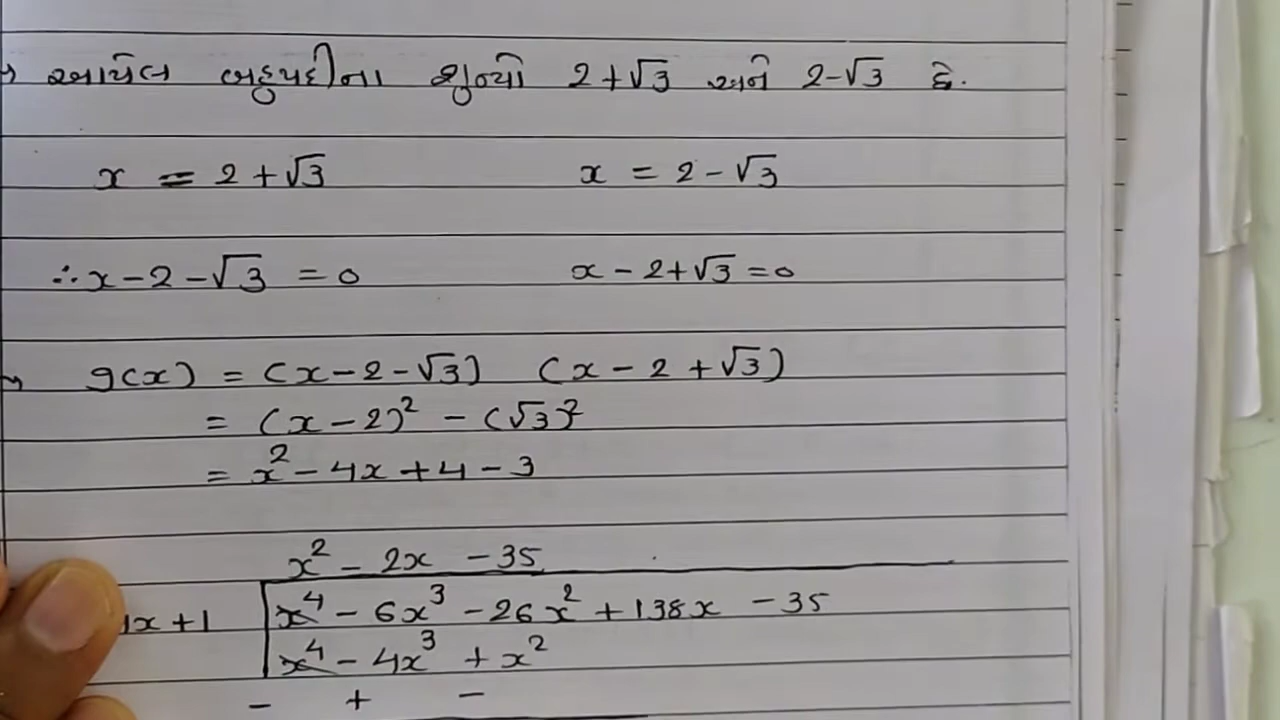 → આપેલ બહુપદીના શુન્યો 2+√3 અને 2-√3 છે.
x = 2+√3 x = 2-√3
∴ x-2-√3 = 0 x-2+√3=0
→ g(x) = (x-2-√3) (x-2+√3)
= (x-2)² - (√3)²
= x² - 4x + 4 - 3
x² - 2x - 35
x+1 x⁴ - 6x³ - 26x² + 138x - 35
x⁴ - 4x³ + x²
- + -